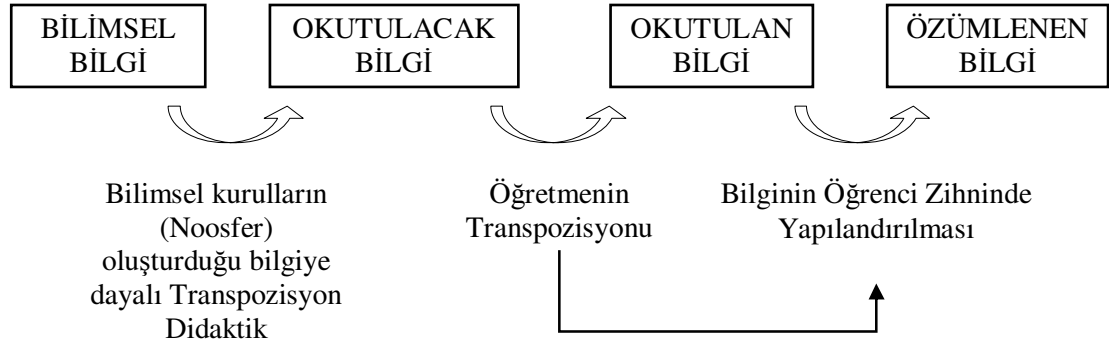 BİLİMSEL
BİLGİ
OKUTULACAK
BİLGİ
OKUTULAN
BİLGİ
ÖZÜMLENEN
BİLGİ
Bilimsel kurulların
(Noosfer)
oluşturduğu bilgiye
dayalı Transpozisyon
Didaktik
Öğretmenin
Transpozisyonu
Bilginin Öğrenci Zihninde
Yapılandırılması